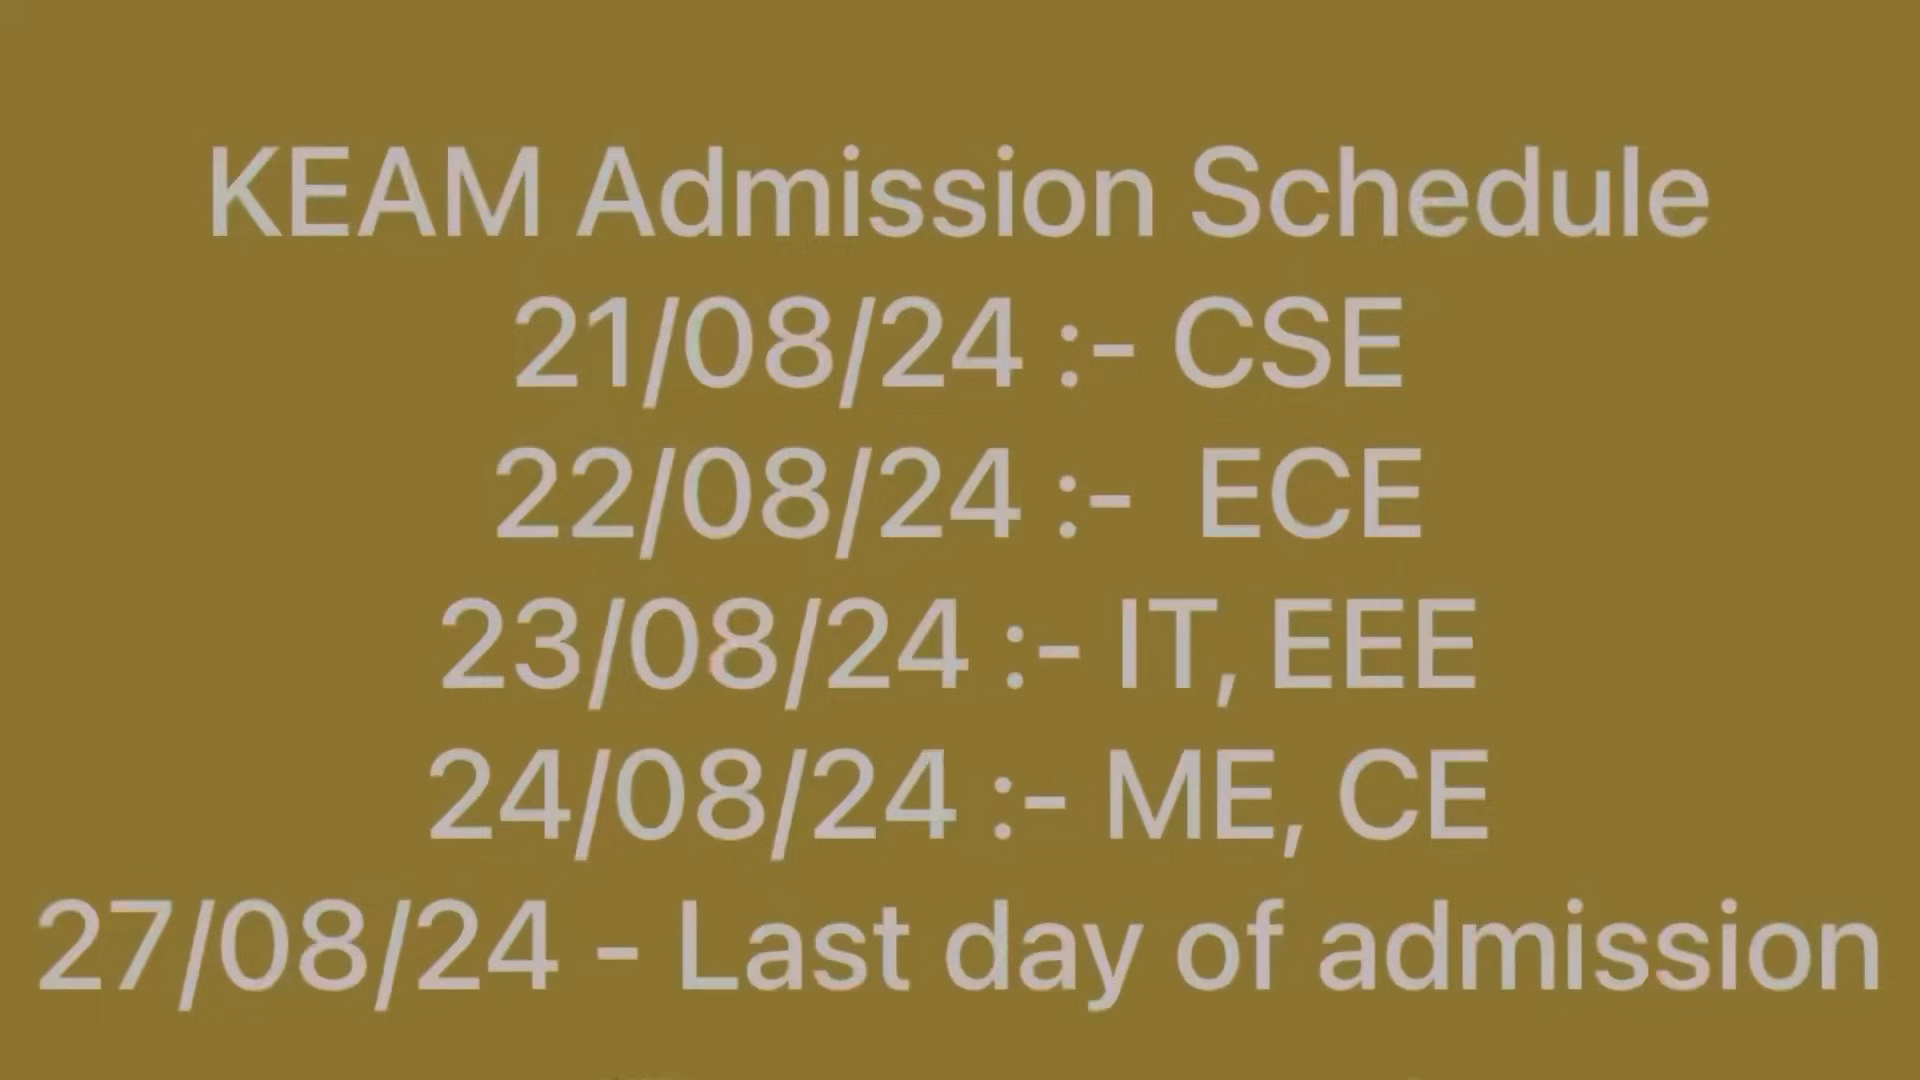 KEAM Admission Schedule
21/08/24 :- CSE
22/08/24 :- ECE
23/08/24 :- IT, EEE
24/08/24 :- ME, CE
27/08/24 - Last day of admission